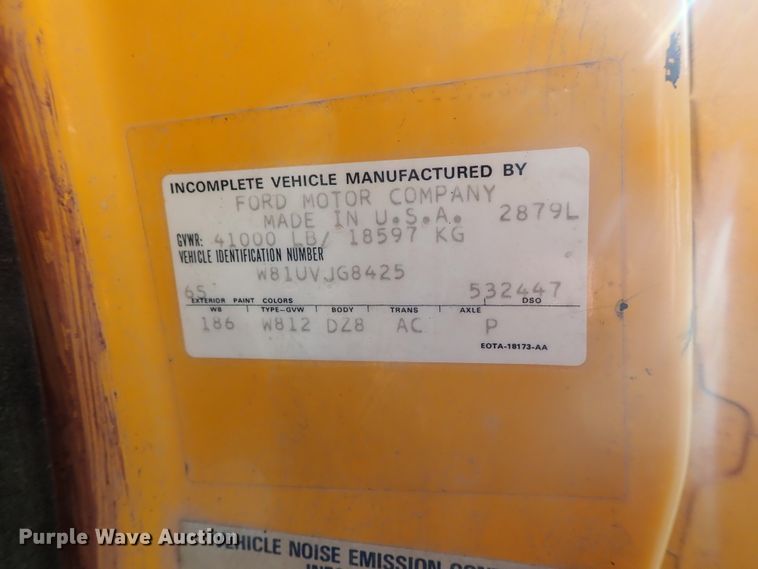 INCOMPLETE VEHICLE MANUFACTURED BY
FORD MOTOR COMPANY
MADE IN U.S.A. 2879L
GVWR: 41000 LB/ 18597 KG
VEHICLE IDENTIFICATION NUMBER
W81UVJG8425
65 532447
EXTERIOR PAINT COLORS DSO
WB TYPE-GVW BODY TRANS AXLE
186 W812 DZ8 AC P
EOTA-18173-AA
VEHICLE NOISE EMISSION
Purple Wave Auction